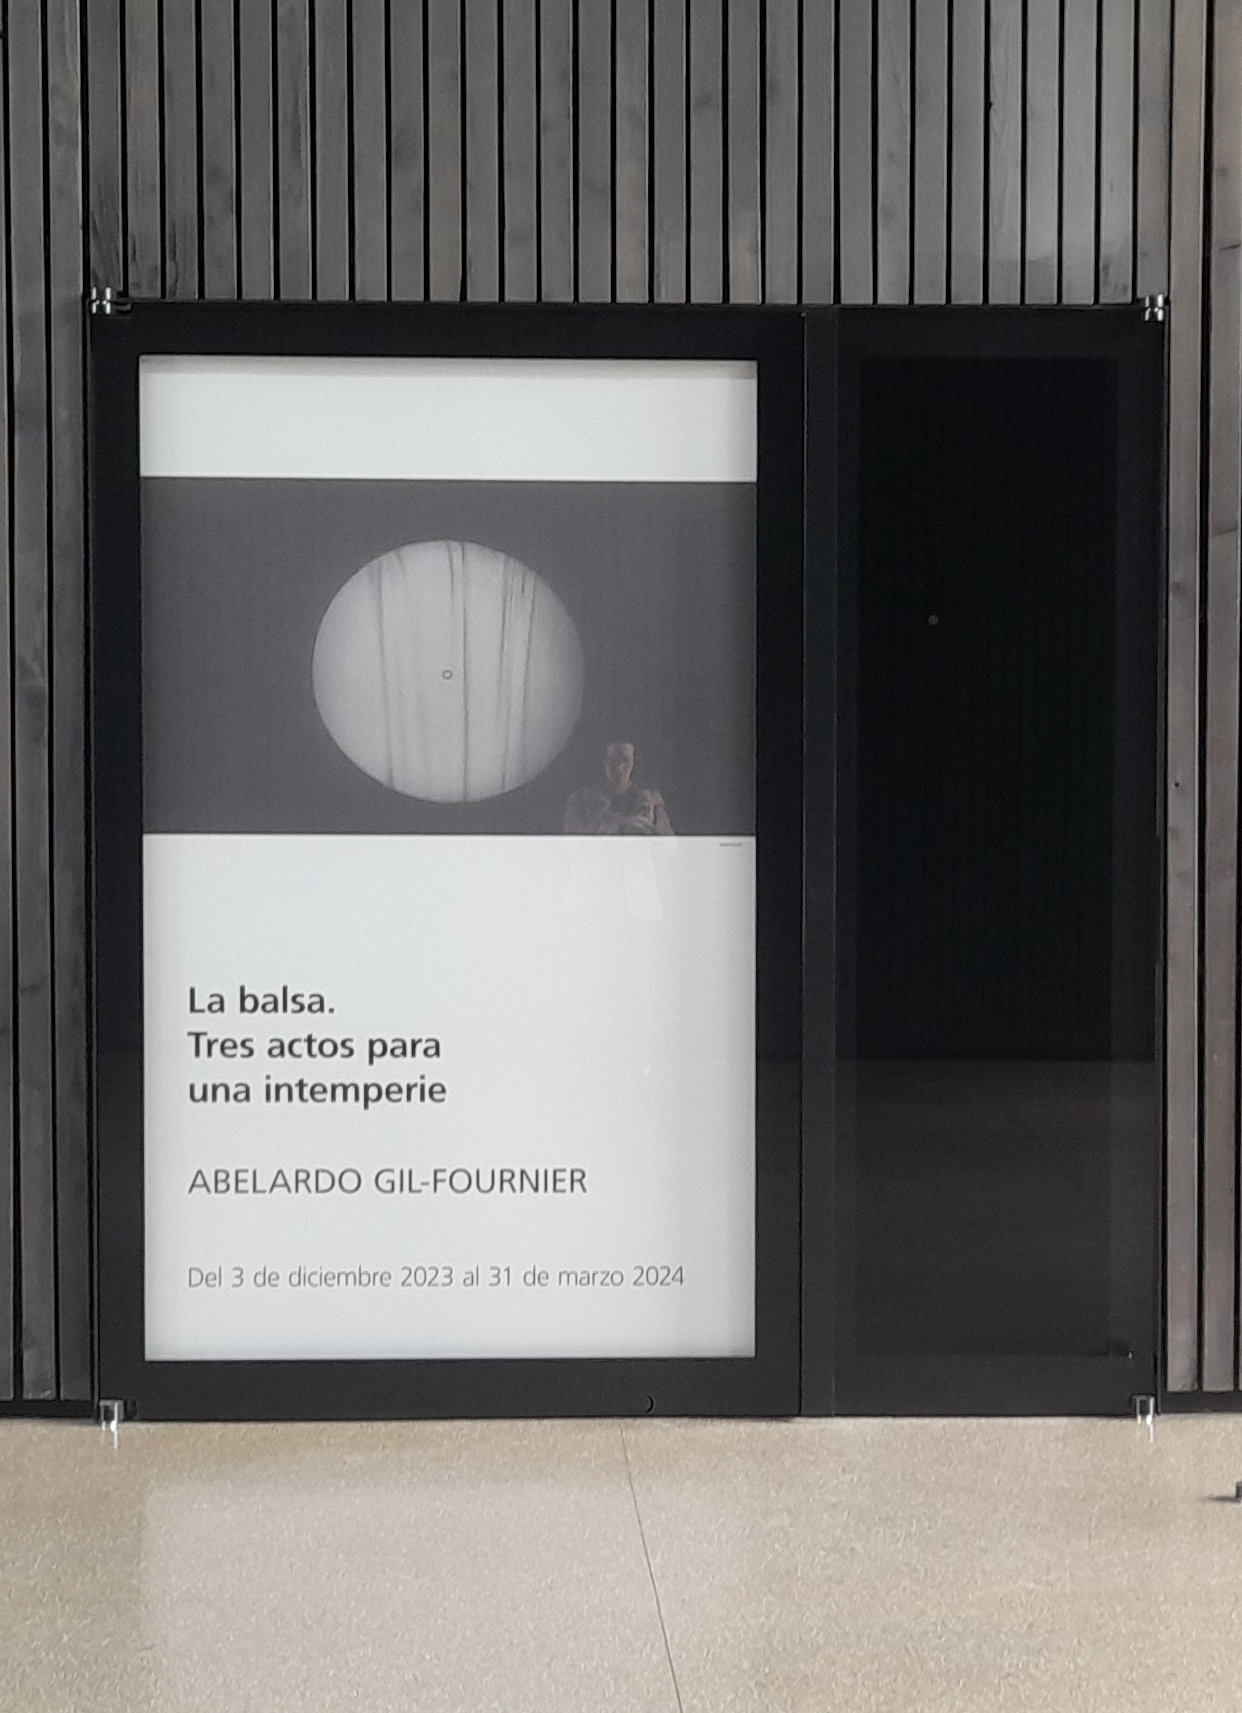 La balsa.
Tres actos para
una intemperie
ABELARDO GIL-FOURNIER
Del 3 de diciembre 2023 al 31 de marzo 2024